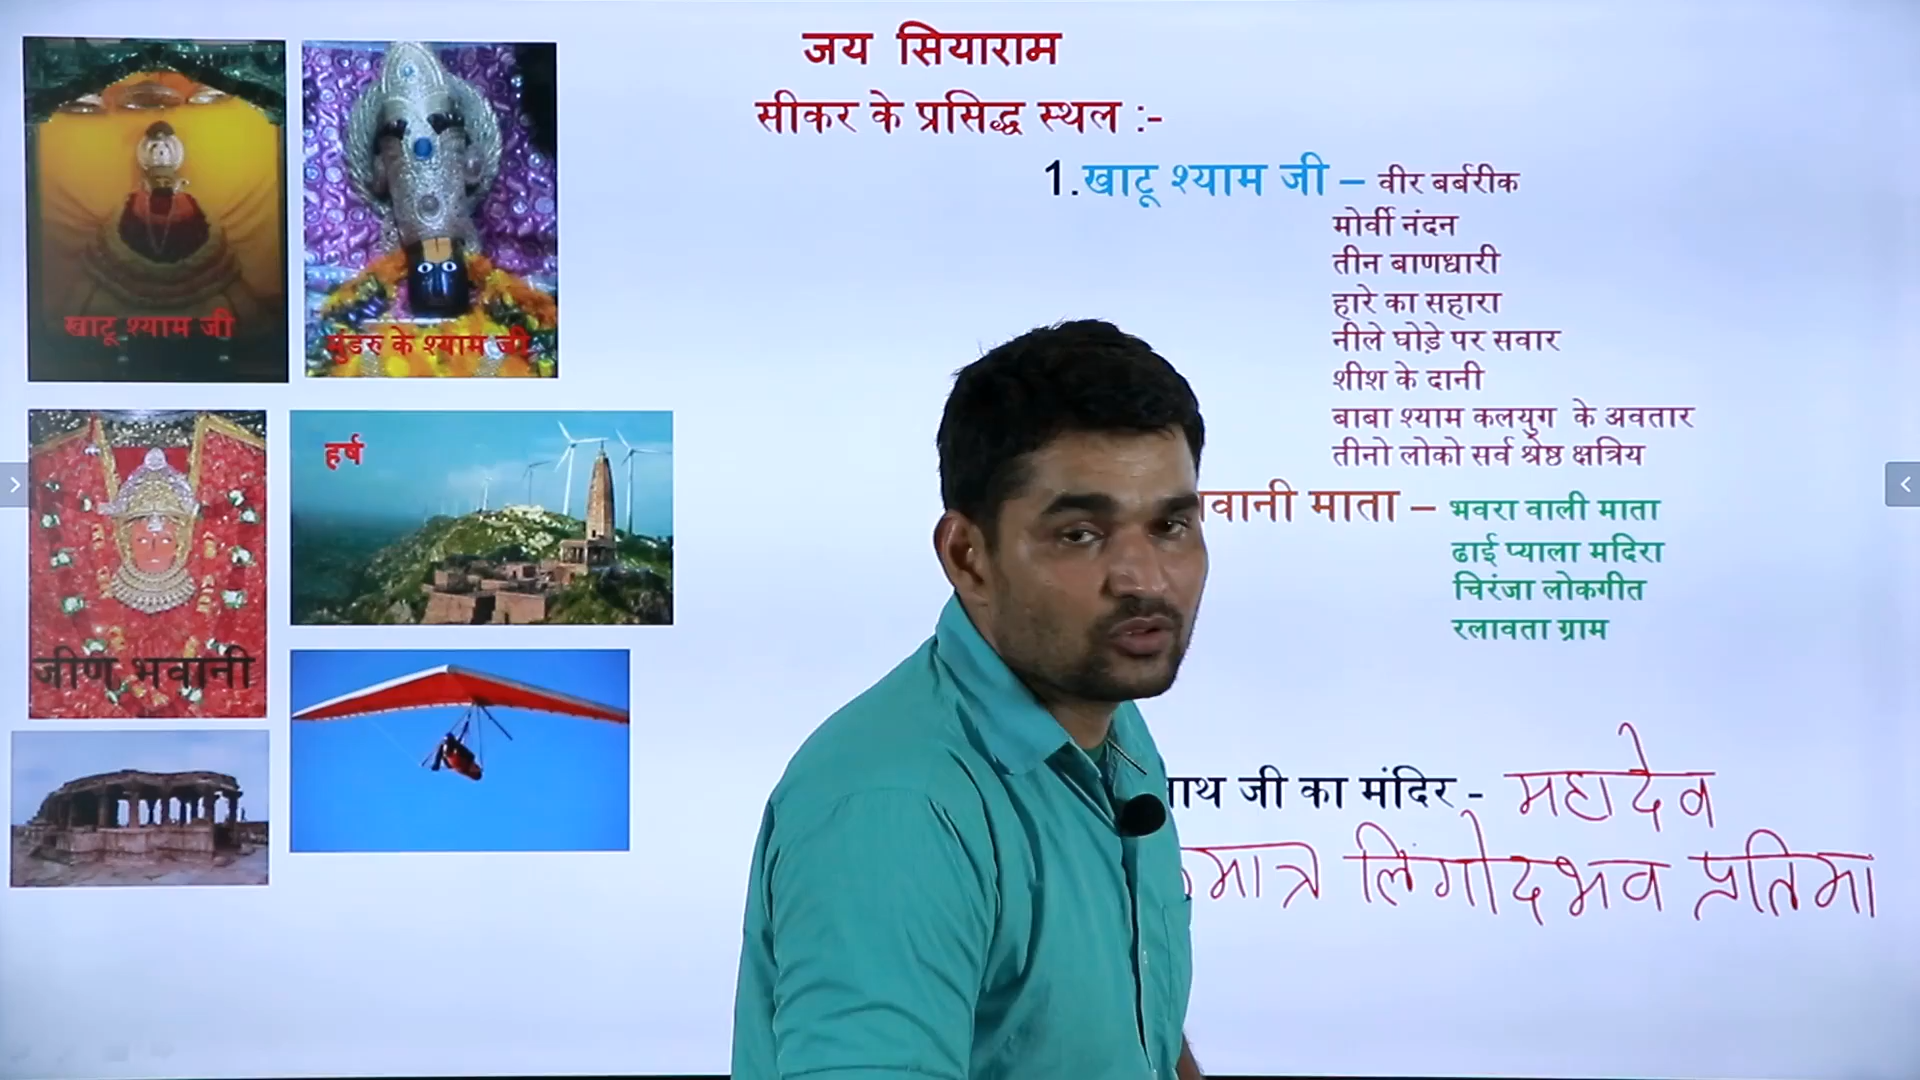 जय सियाराम
सीकर के प्रसिद्ध स्थल :-
1.खाटू श्याम जी – वीर बर्बरीक
मोर्वी नंदन
तीन बाणधारी
हारे का सहारा
नीले घोड़े पर सवार
शीश के दानी
बाबा श्याम कलयुग के अवतार
तीनो लोको सर्व श्रेष्ठ क्षत्रिय
माता – भवरा वाली माता
ढाई प्याला मदिरा
चिरंजा लोकगीत
रलावता ग्राम
जी का मंदिर - महादेव
लिंगोदभव प्रतिमा
खाटू श्याम जी
मुंडरु के श्याम जी
हर्ष
जीण भवानी